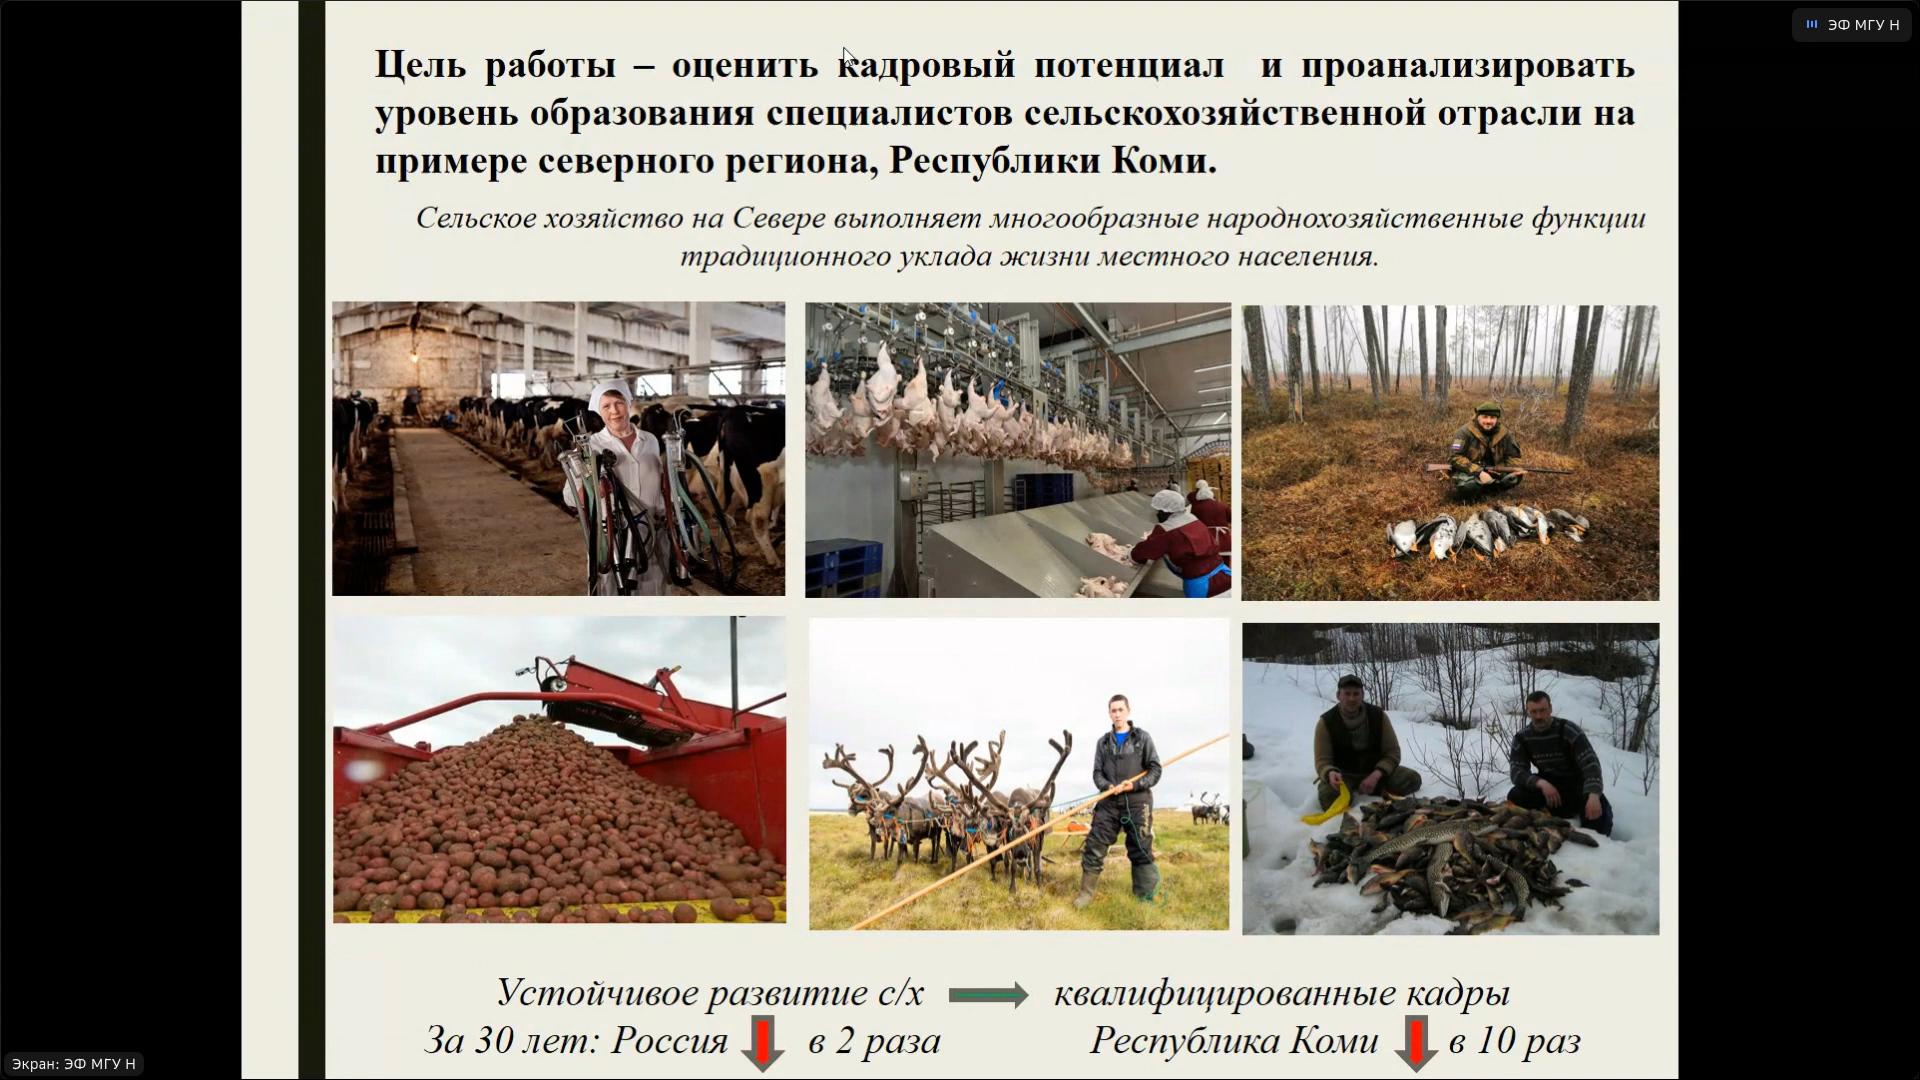 ЭФ МГУ Н
Цель работы – оценить кадровый потенциал и проанализировать
уровень образования специалистов сельскохозяйственной отрасли на
примере северного региона, Республики Коми.
Сельское хозяйство на Севере выполняет многообразные народнохозяйственные функции
традиционного уклада жизни местного населения.
Устойчивое развитие с/х квалифицированные кадры
За 30 лет: Россия в 2 раза Республика Коми в 10 раз
Экран: ЭФ МГУ Н